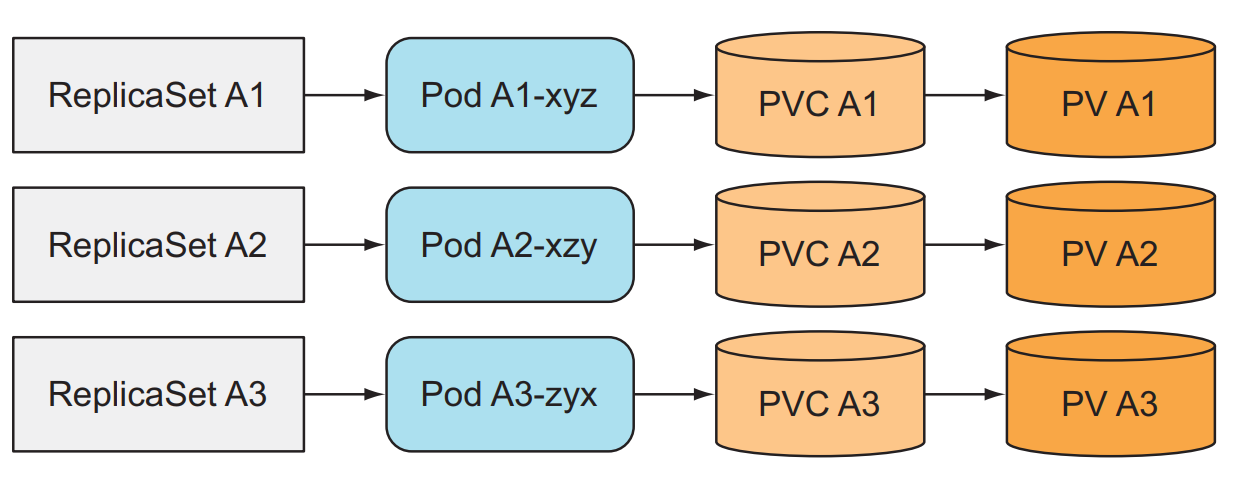 ReplicaSet A1
Pod A1-xyz
PVC A1
PV A1
ReplicaSet A2
Pod A2-xzy
PVC A2
PV A2
ReplicaSet A3
Pod A3-zyx
PVC A3
PV A3